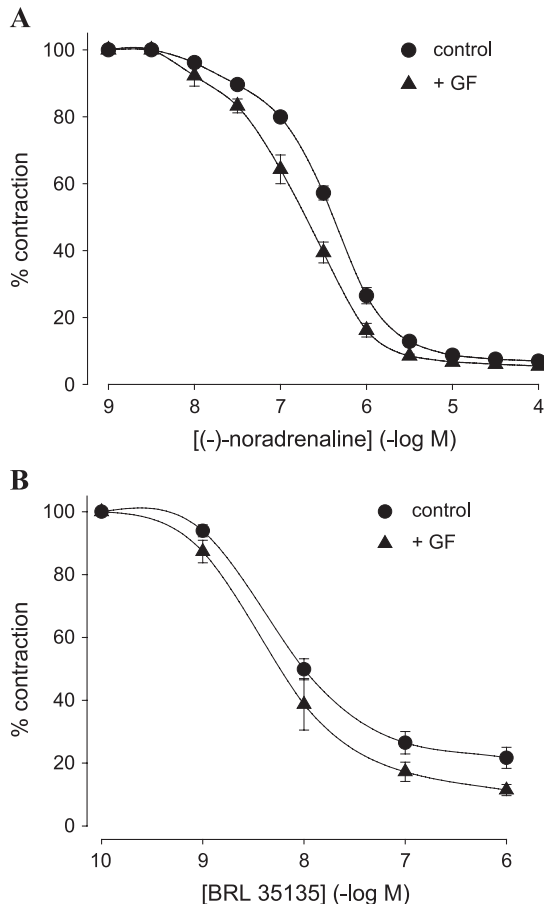 A
control
+ GF
100
80
60
40
20
0
% contraction
9 8 7 6 5 4
[(-)-noradrenaline] (-log M)
B
control
+ GF
100
80
60
40
20
0
% contraction
10 9 8 7 6
[BRL 35135] (-log M)